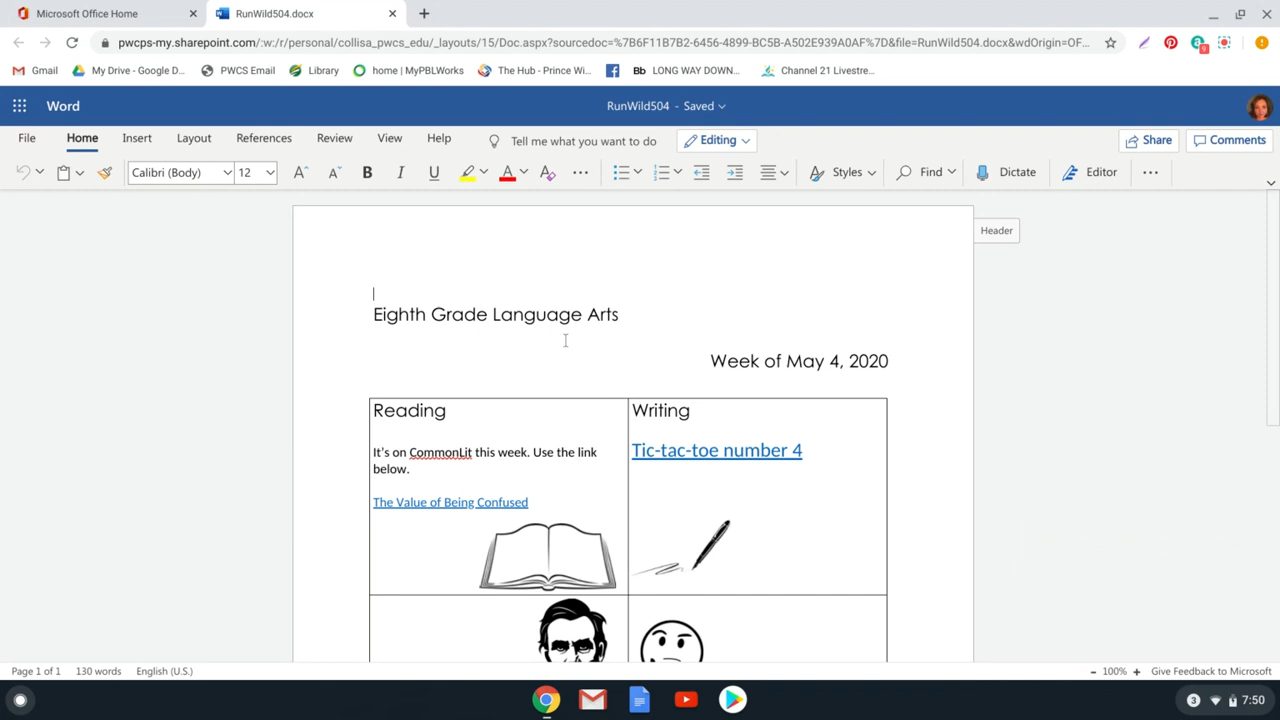 Microsoft Office Home
RunWild504.docx
pwcps-my.sharepoint.com/:w:/r/personal/collisa_pwcs_edu/_layouts/15/Doc.aspx?sourcedoc=%7B6F11B7B2-6456-4899-BC5B-A502E939A0AF%7D&file=RunWild504.docx&wdOrigin=OF...
9
Gmail
My Drive - Google D...
PWCS Email
Library
home | MyPBLWorks
The Hub - Prince Wi...
Bb LONG WAY DOWN...
Channel 21 Livestre...
Word
RunWild504 - Saved
File Home Insert Layout References Review View Help
Tell me what you want to do
Editing
Share
Comments
Calibri (Body) 12
B I U
Styles
Find
Dictate
Editor
Header
Eighth Grade Language Arts
Week of May 4, 2020
Reading
It's on CommonLit this week. Use the link
below.
The Value of Being Confused
Writing
Tic-tac-toe number 4
Page 1 of 1 130 words English (U.S.)
- 100% + Give Feedback to Microsoft
3 7:50